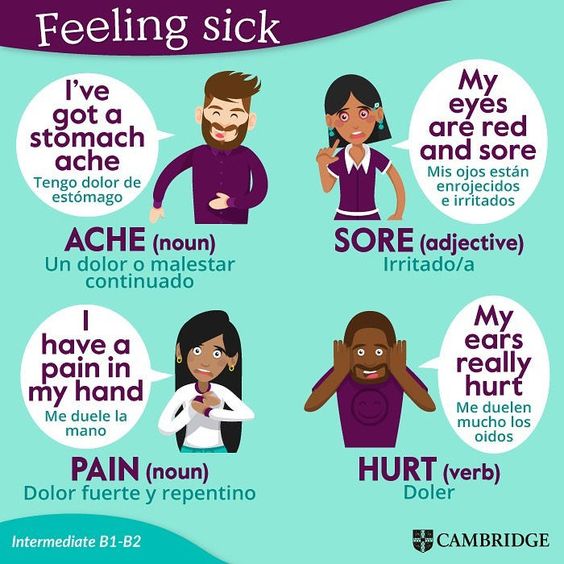 Feeling sick
I've
got a
stomach
ache
Tengo dolor de
estómago
ACHE (noun)
Un dolor o malestar
continuado
My
eyes
are red
and sore
Mis ojos están
enrojecidos
e irritados
SORE (adjective)
Irritado/a
I
have a
pain in
my hand
Me duele la
mano
PAIN (noun)
Dolor fuerte y repentino
My
ears
really
hurt
Me duelen
mucho los
oidos
HURT (verb)
Doler
Intermediate B1-B2
CAMBRIDGE